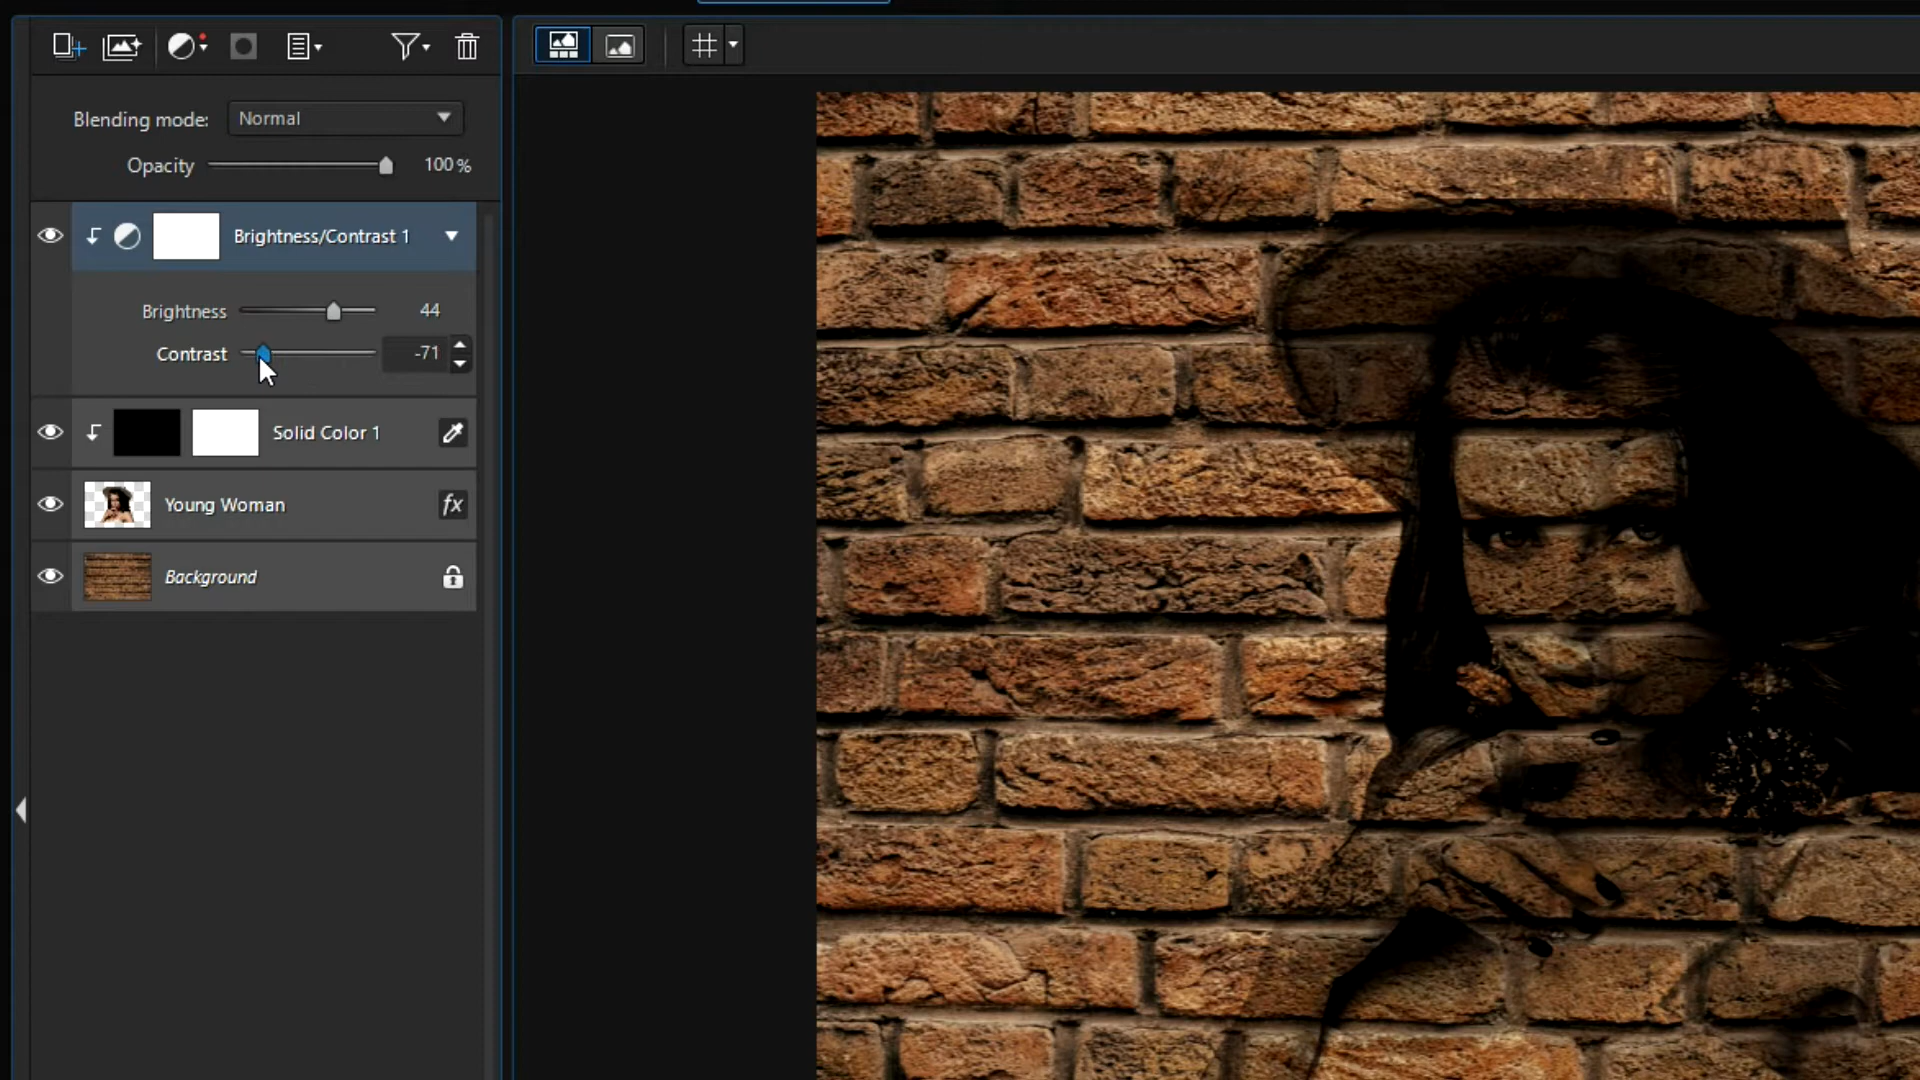 Blending mode: Normal
Opacity 100 %
Brightness/Contrast 1
Brightness 44
Contrast -71
Solid Color 1
Young Woman fx
Background